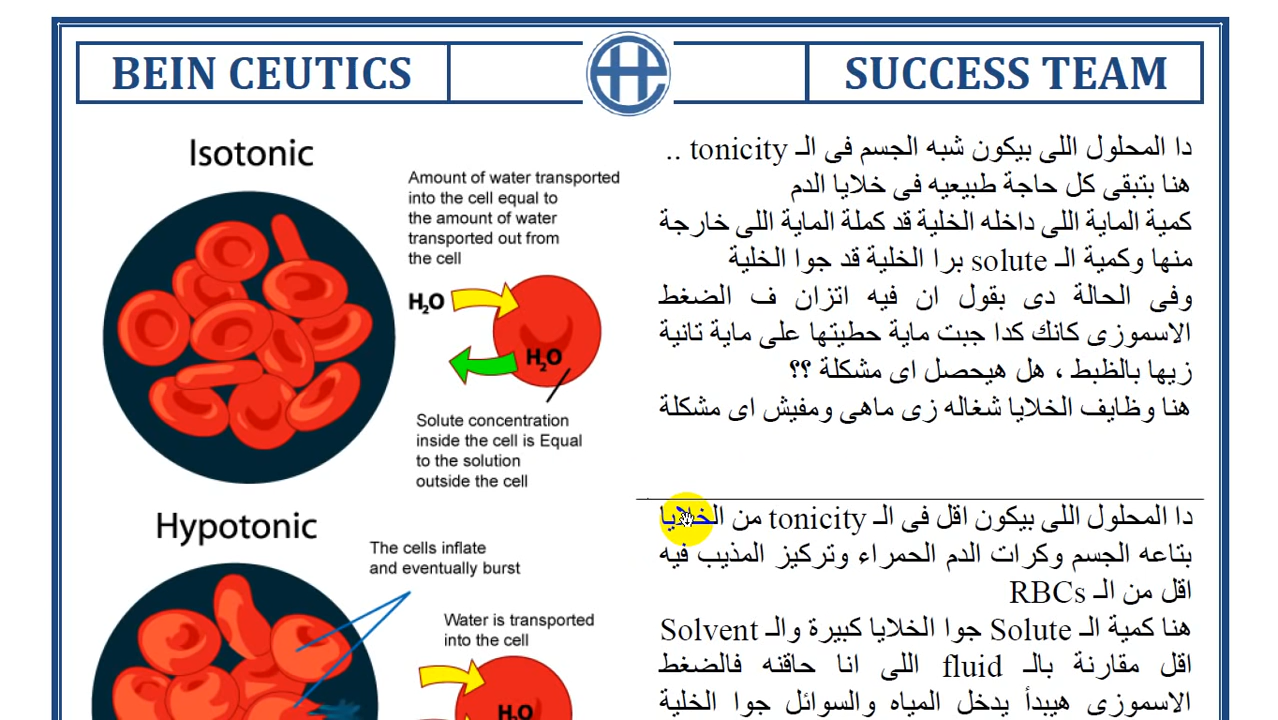 BEIN CEUTICS
SUCCESS TEAM
Isotonic
Amount of water transported
into the cell equal to
the amount of water
transported out from
the cell
H₂O
H₂O
Solute concentration
inside the cell is Equal
to the solution
outside the cell
دا المحلول اللى بيكون شبه الجسم فى الـ tonicity ..
هنا بتبقى كل حاجة طبيعيه فى خلايا الدم
كمية الماية اللى داخله الخلية قد كملة الماية اللى خارجة
منها وكمية الـ solute برا الخلية قد جوا الخلية
وفى الحالة دى بقول ان فيه اتزان ف الضغط
الاسموزى كانك كدا جبت ماية حطيتها على ماية تانية
زيها بالظبط ، هل هيحصل اى مشكلة ؟؟
هنا وظايف الخلايا شغاله زى ماهى ومفيش اى مشكلة
Hypotonic
The cells inflate
and eventually burst
Water is transported
into the cell
H₂O
دا المحلول اللى بيكون اقل فى الـ tonicity من الخلايا
بتاعه الجسم وكرات الدم الحمراء وتركيز المذيب فيه
اقل من الـ RBCs
هنا كمية الـ Solute جوا الخلايا كبيرة والـ Solvent
اقل مقارنة بالـ fluid اللى انا حاقنه فالضغط
الاسموزى هيبدأ يدخل المياه والسوائل جوا الخلية